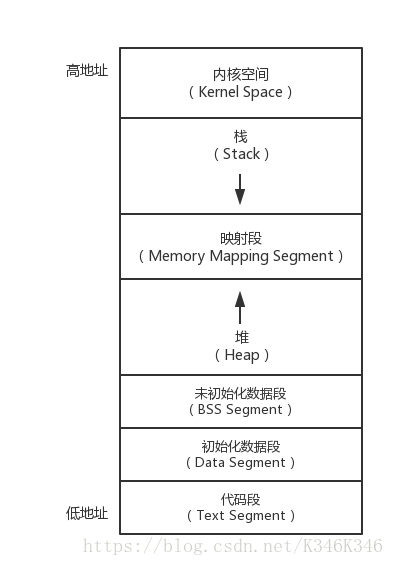 高地址
内核空间
（Kernel Space）
栈
（Stack）
映射段
（Memory Mapping Segment）
堆
（Heap）
未初始化数据段
（BSS Segment）
初始化数据段
（Data Segment）
代码段
低地址
（Text Segment）
https://blog.csdn.net/K346K346